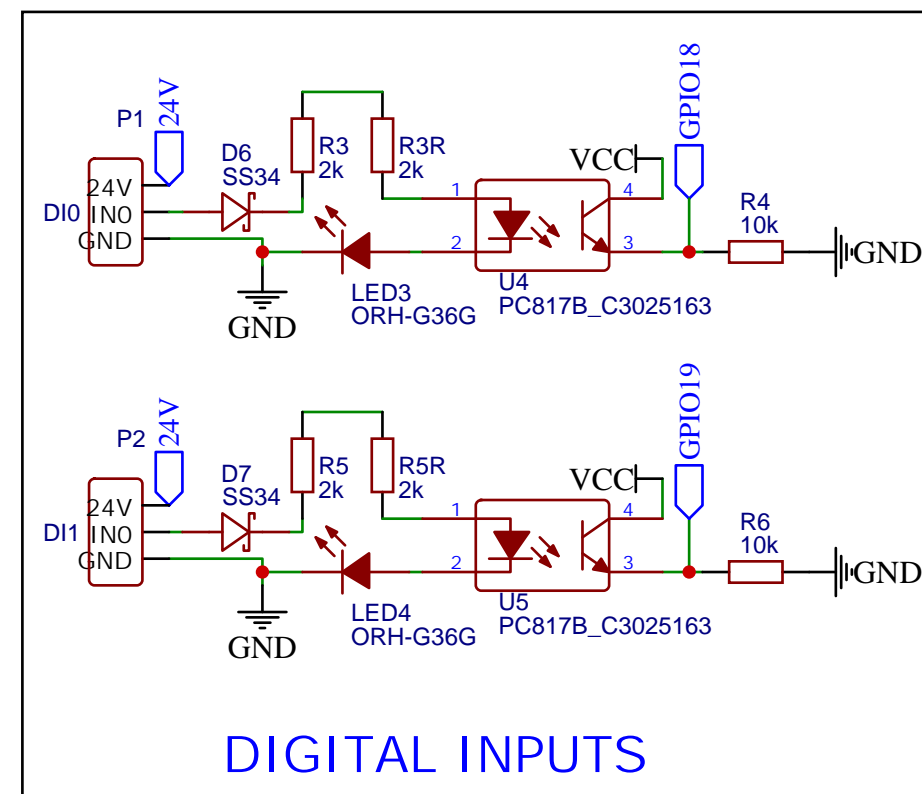 P1
24V
D6
SS34
R3
2k
R3R
2k
VCC
GPIO18
24V
DI0
IN0
GND
1
2
4
3
R4
10k
GND
GND
LED3
ORH-G36G
U4
PC817B_C3025163
P2
24V
D7
SS34
R5
2k
R5R
2k
VCC
GPIO19
24V
DI1
IN0
GND
1
2
4
3
R6
10k
GND
GND
LED4
ORH-G36G
U5
PC817B_C3025163
DIGITAL INPUTS